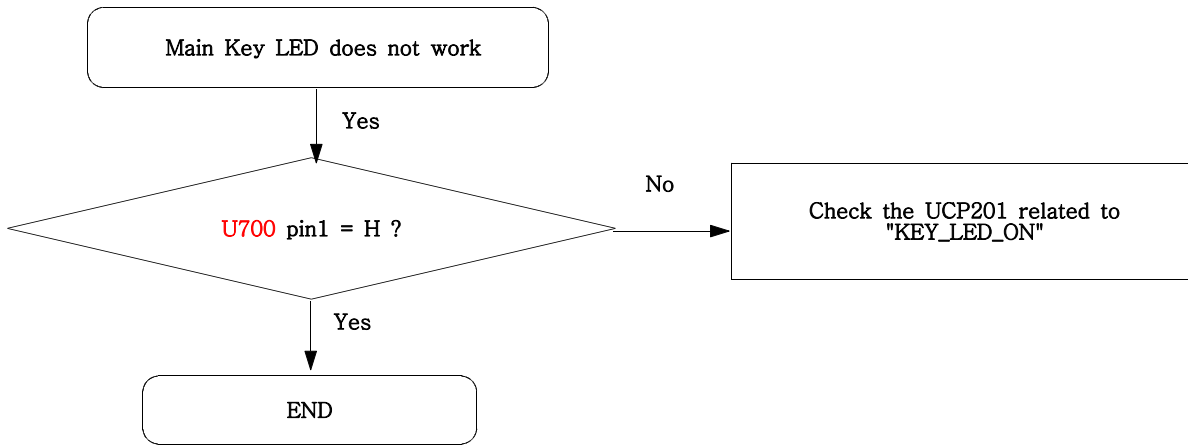 Main Key LED does not work
Yes
U700 pin1 = H ?
No
Check the UCP201 related to
"KEY_LED_ON"
Yes
END